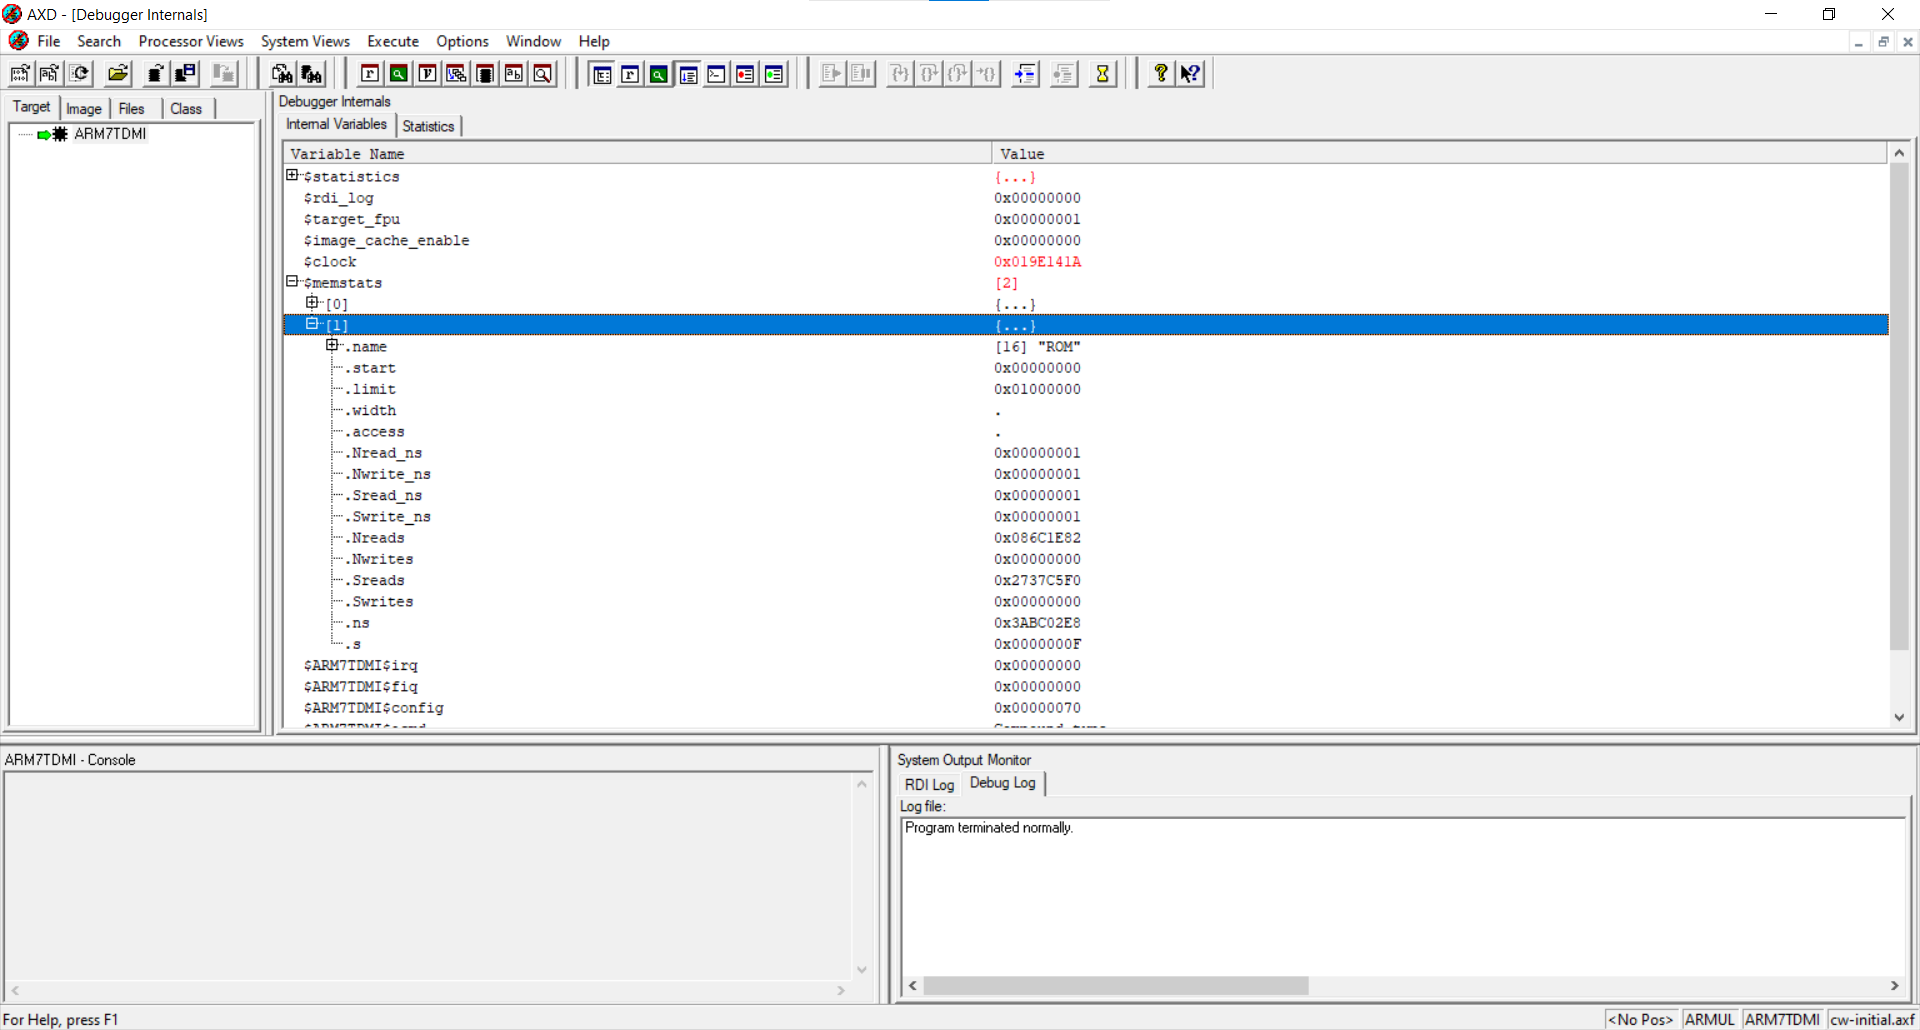 AXD - [Debugger Internals]
File Search Processor Views System Views Execute Options Window Help
Target Image Files Class
ARM7TDMI
Debugger Internals
Internal Variables Statistics
Variable Name Value
$statistics {...}
$rdi_log 0x00000000
$target_fpu 0x00000001
$image_cache_enable 0x00000000
$clock 0x019E141A
$memstats [2]
[0] {...}
[1] {...}
.name [16] "ROM"
.start 0x00000000
.limit 0x01000000
.width .
.access .
.Nread_ns 0x00000001
.Nwrite_ns 0x00000001
.Sread_ns 0x00000001
.Swrite_ns 0x00000001
.Nreads 0x086C1E82
.Nwrites 0x00000000
.Sreads 0x2737C5F0
.Swrites 0x00000000
.ns 0x3ABC02E8
.s 0x0000000F
$ARM7TDMI$irq 0x00000000
$ARM7TDMI$fiq 0x00000000
$ARM7TDMI$config 0x00000070
ARM7TDMI - Console
System Output Monitor
RDI Log Debug Log
Log file:
Program terminated normally.
For Help, press F1
<No Pos> ARMUL ARM7TDMI cw-initial.axf